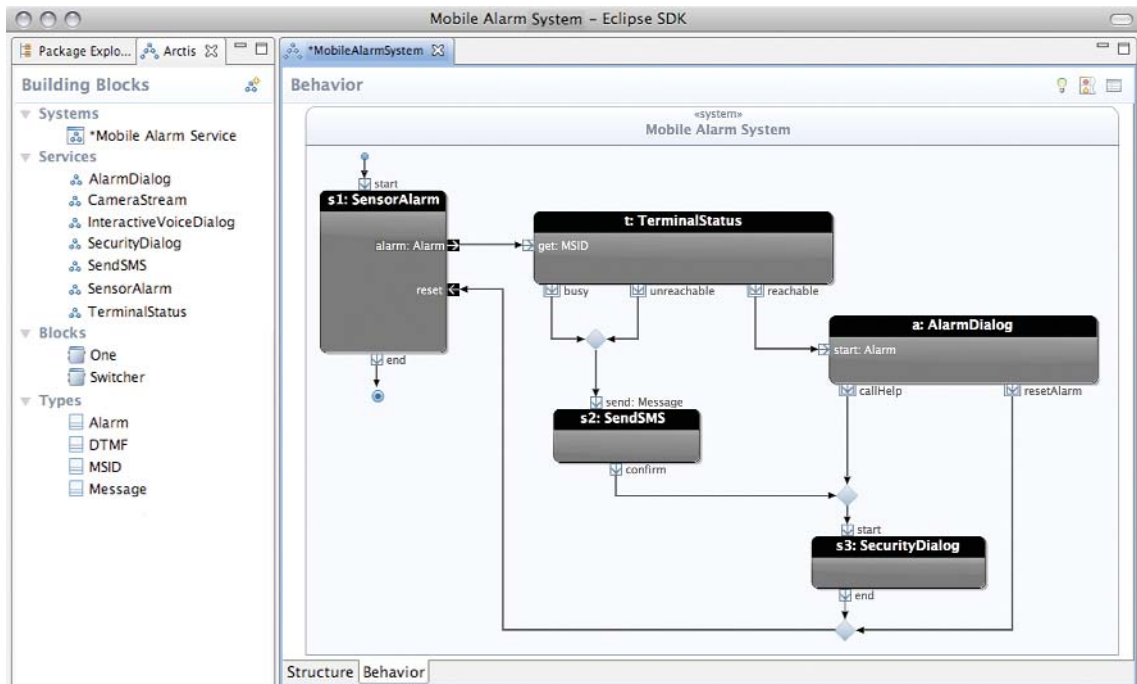 Mobile Alarm System – Eclipse SDK
Package Explo...
Arctis
*MobileAlarmSystem
Building Blocks
Systems
*Mobile Alarm Service
Services
AlarmDialog
CameraStream
InteractiveVoiceDialog
SecurityDialog
SendSMS
SensorAlarm
TerminalStatus
Blocks
One
Switcher
Types
Alarm
DTMF
MSID
Message
Behavior
«system»
Mobile Alarm System
start
s1: SensorAlarm
alarm: Alarm
reset
end
t: TerminalStatus
get: MSID
busy
unreachable
reachable
a: AlarmDialog
start: Alarm
callHelp
resetAlarm
send: Message
s2: SendSMS
confirm
start
s3: SecurityDialog
end
Structure
Behavior